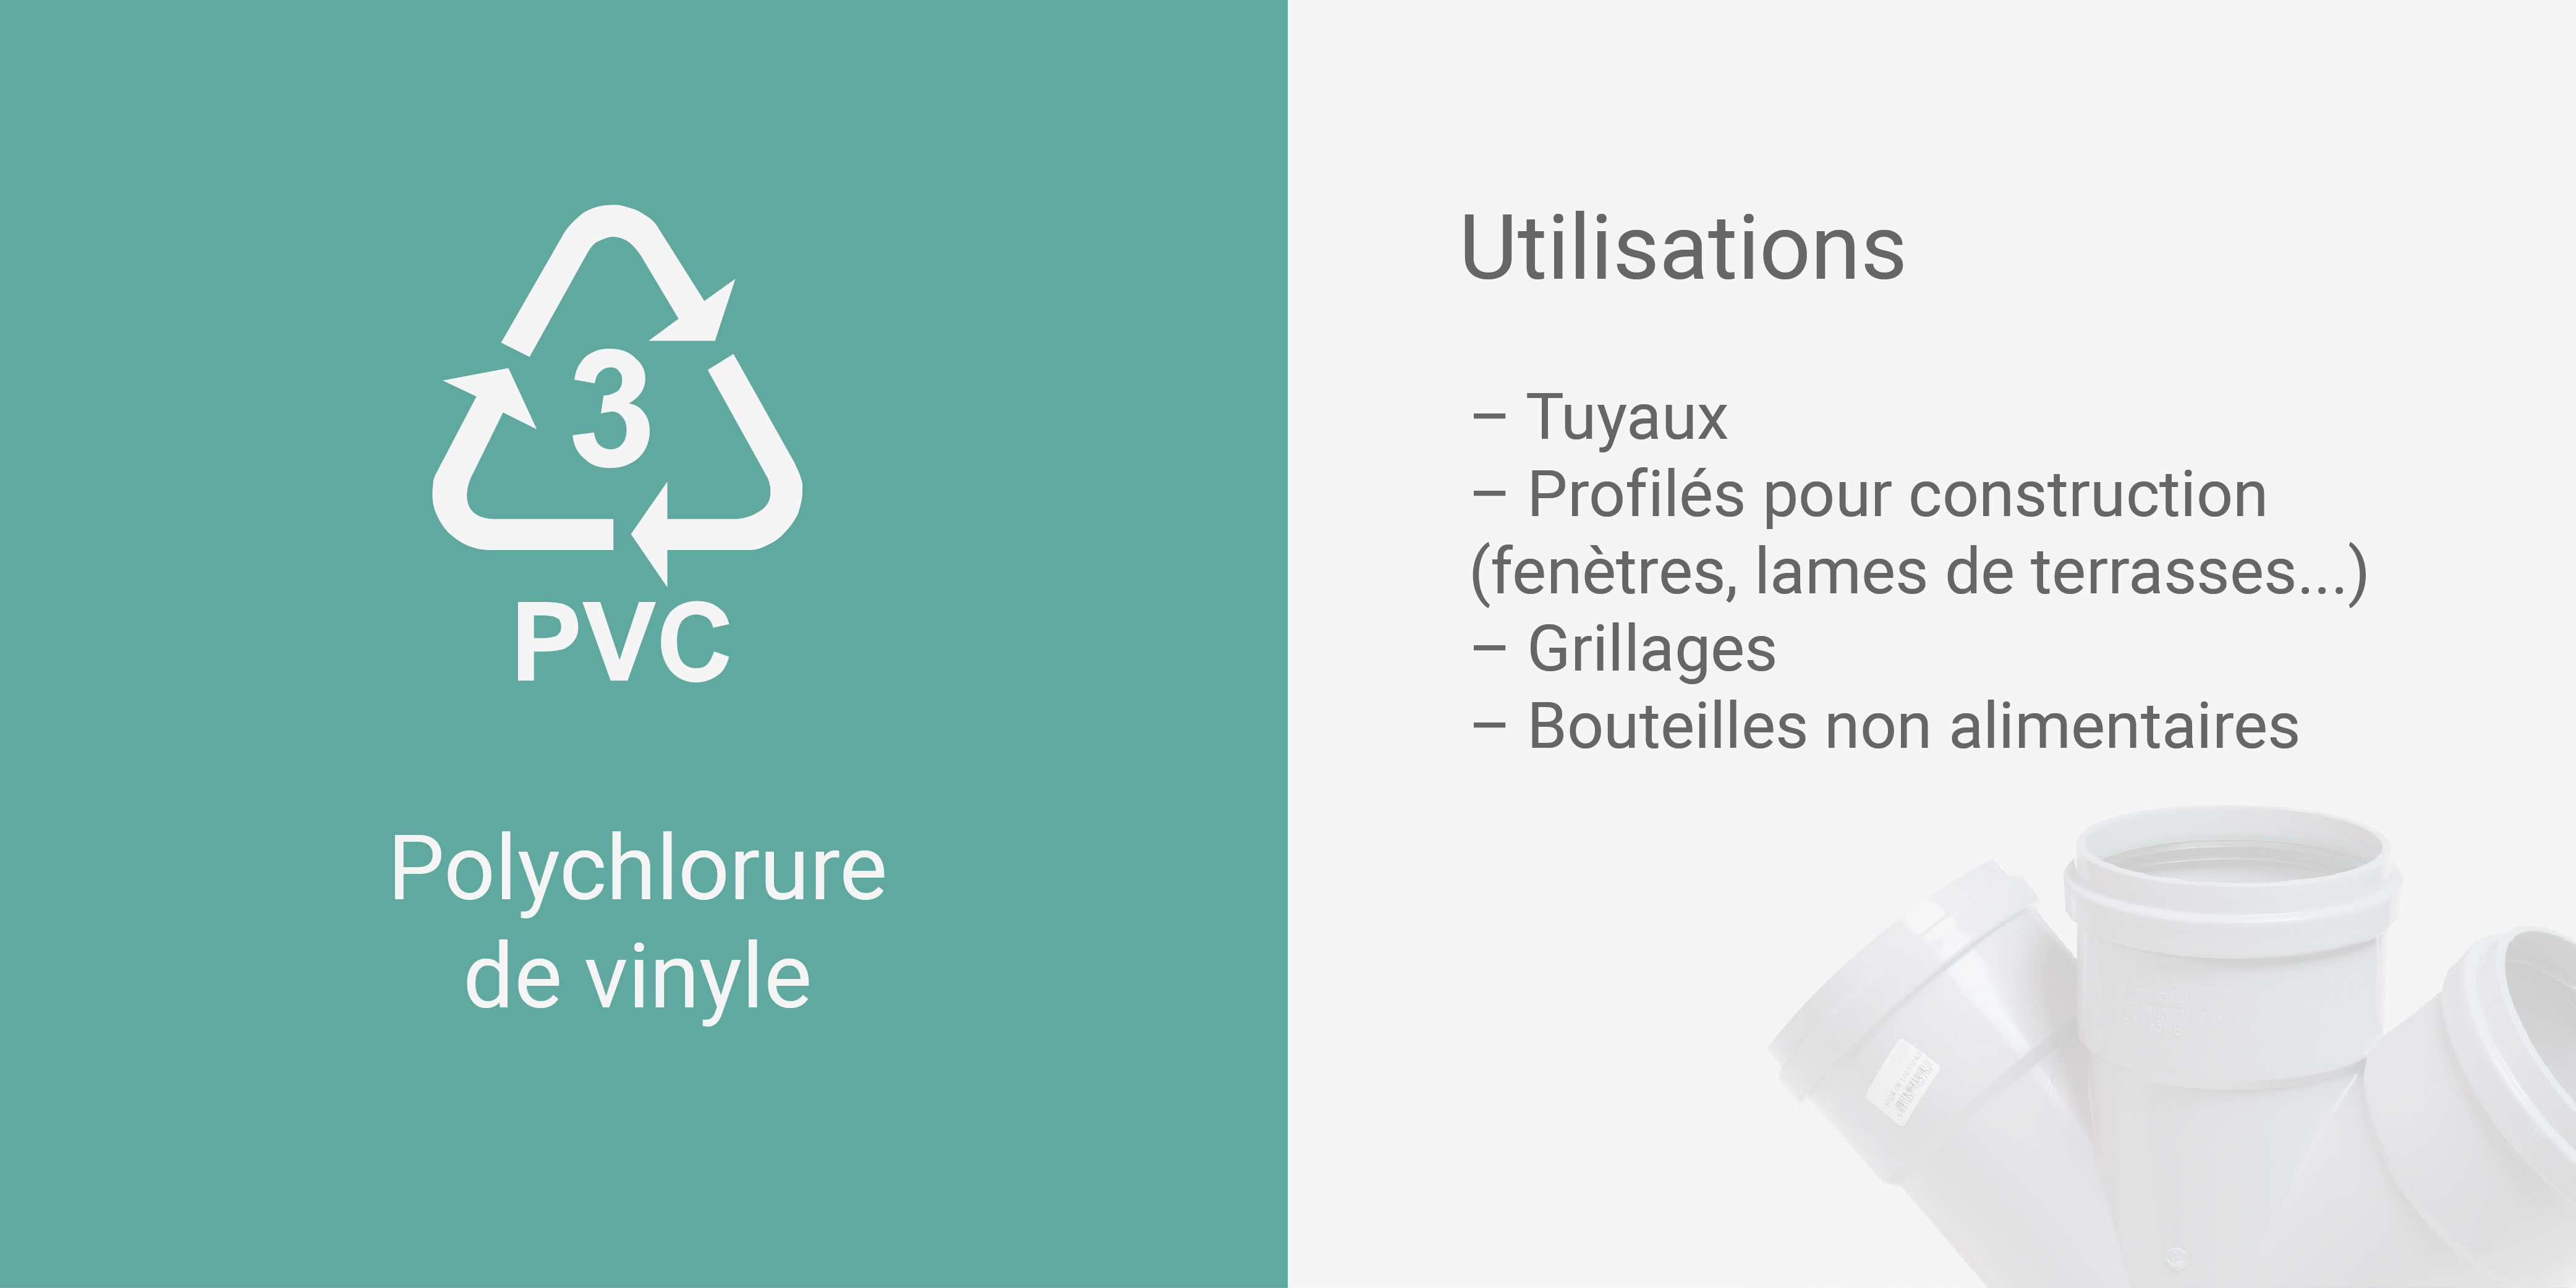 3
PVC
Polychlorure
de vinyle
Utilisations
– Tuyaux
– Profilés pour construction
(fenètres, lames de terrasses...)
– Grillages
– Bouteilles non alimentaires